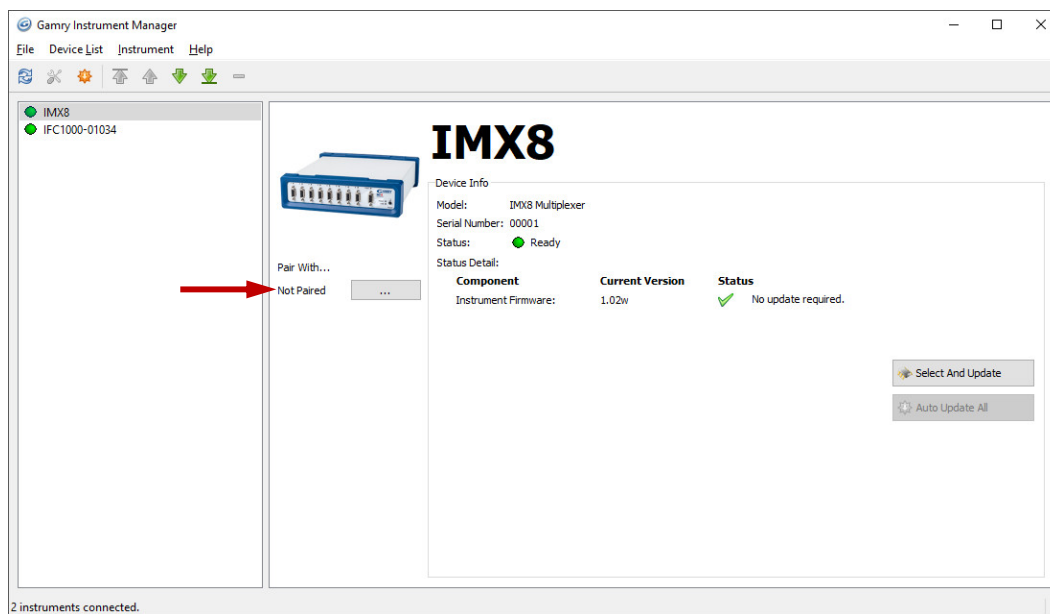 Gamry Instrument Manager
File Device List Instrument Help
IMX8
IFC1000-01034
IMX8
Device Info
Model: IMX8 Multiplexer
Serial Number: 00001
Status: Ready
Status Detail:
Component Current Version Status
Instrument Firmware: 1.02w No update required.
Pair With...
Not Paired ...
Select And Update
Auto Update All
2 instruments connected.